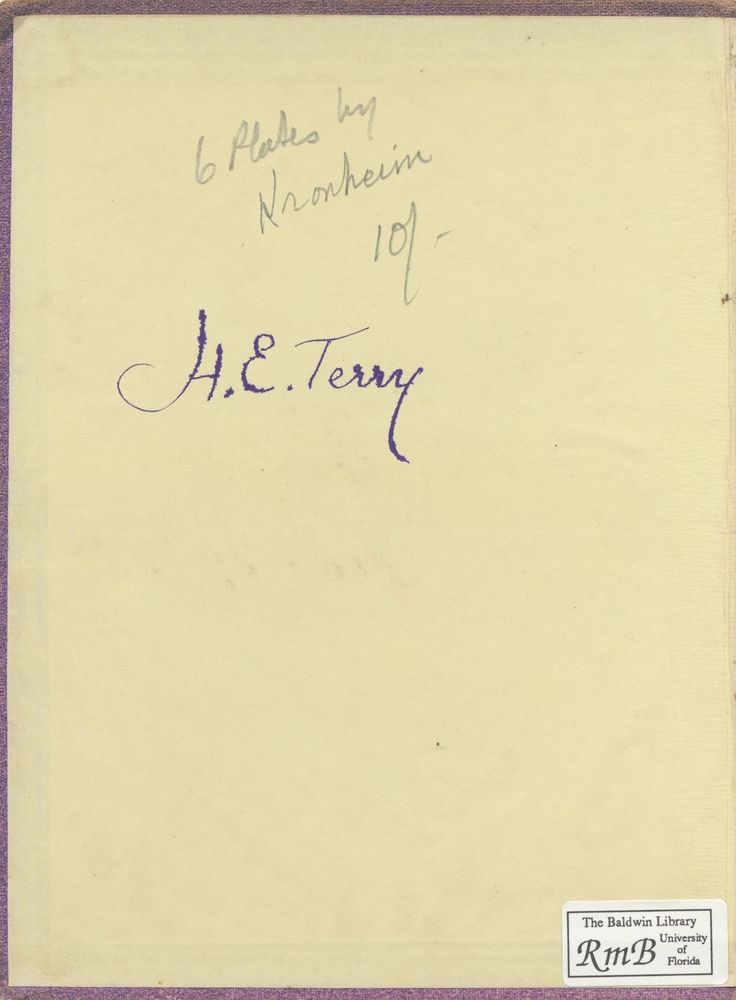 6 Plates by
Kronheim
10/-
H.E. Terry
The Baldwin Library
RmB University
of
Florida